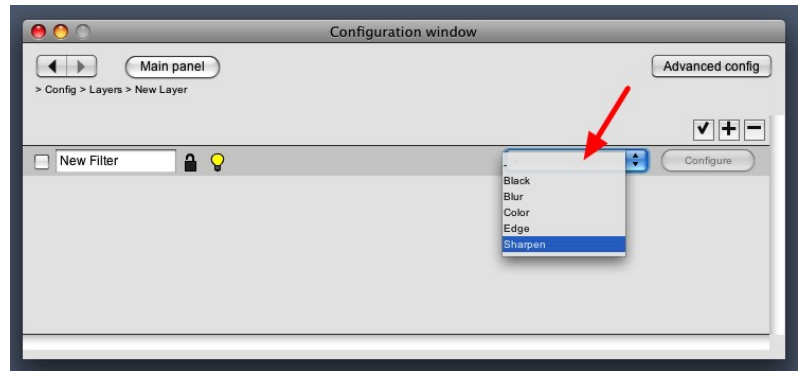 Configuration window
Main panel
Advanced config
> Config > Layers > New Layer
New Filter
-
Configure
Black
Blur
Color
Edge
Sharpen